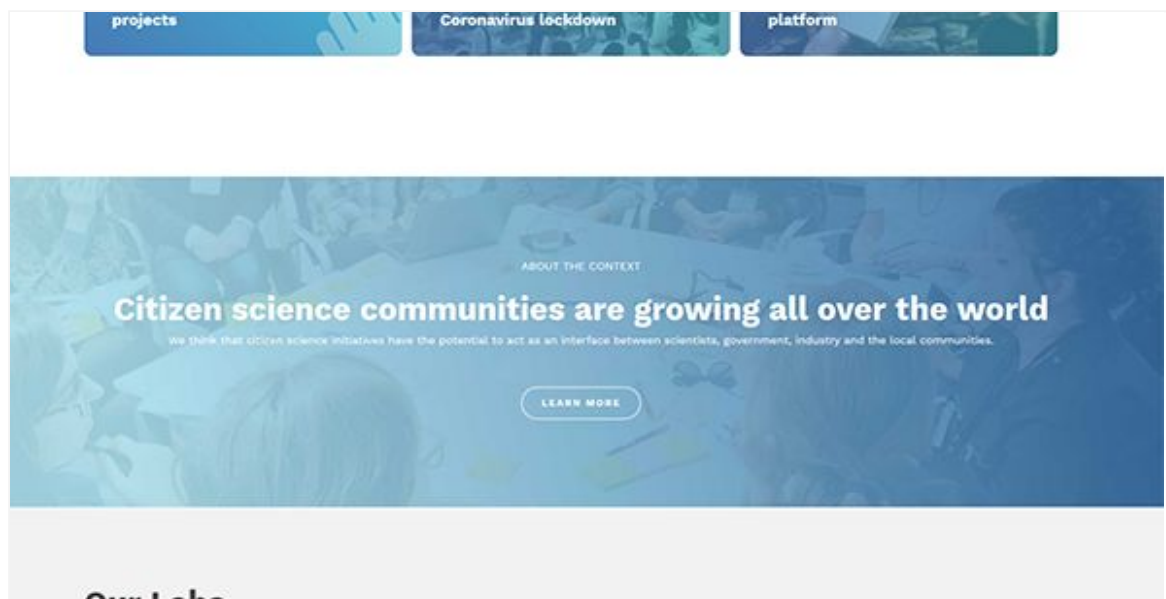 projects
Coronavirus lockdown
platform
ABOUT THE CONTEXT
Citizen science communities are growing all over the world
We think that citizen science initiatives have the potential to act as an interface between scientists, government, industry and the local communities.
LEARN MORE
Our Labs